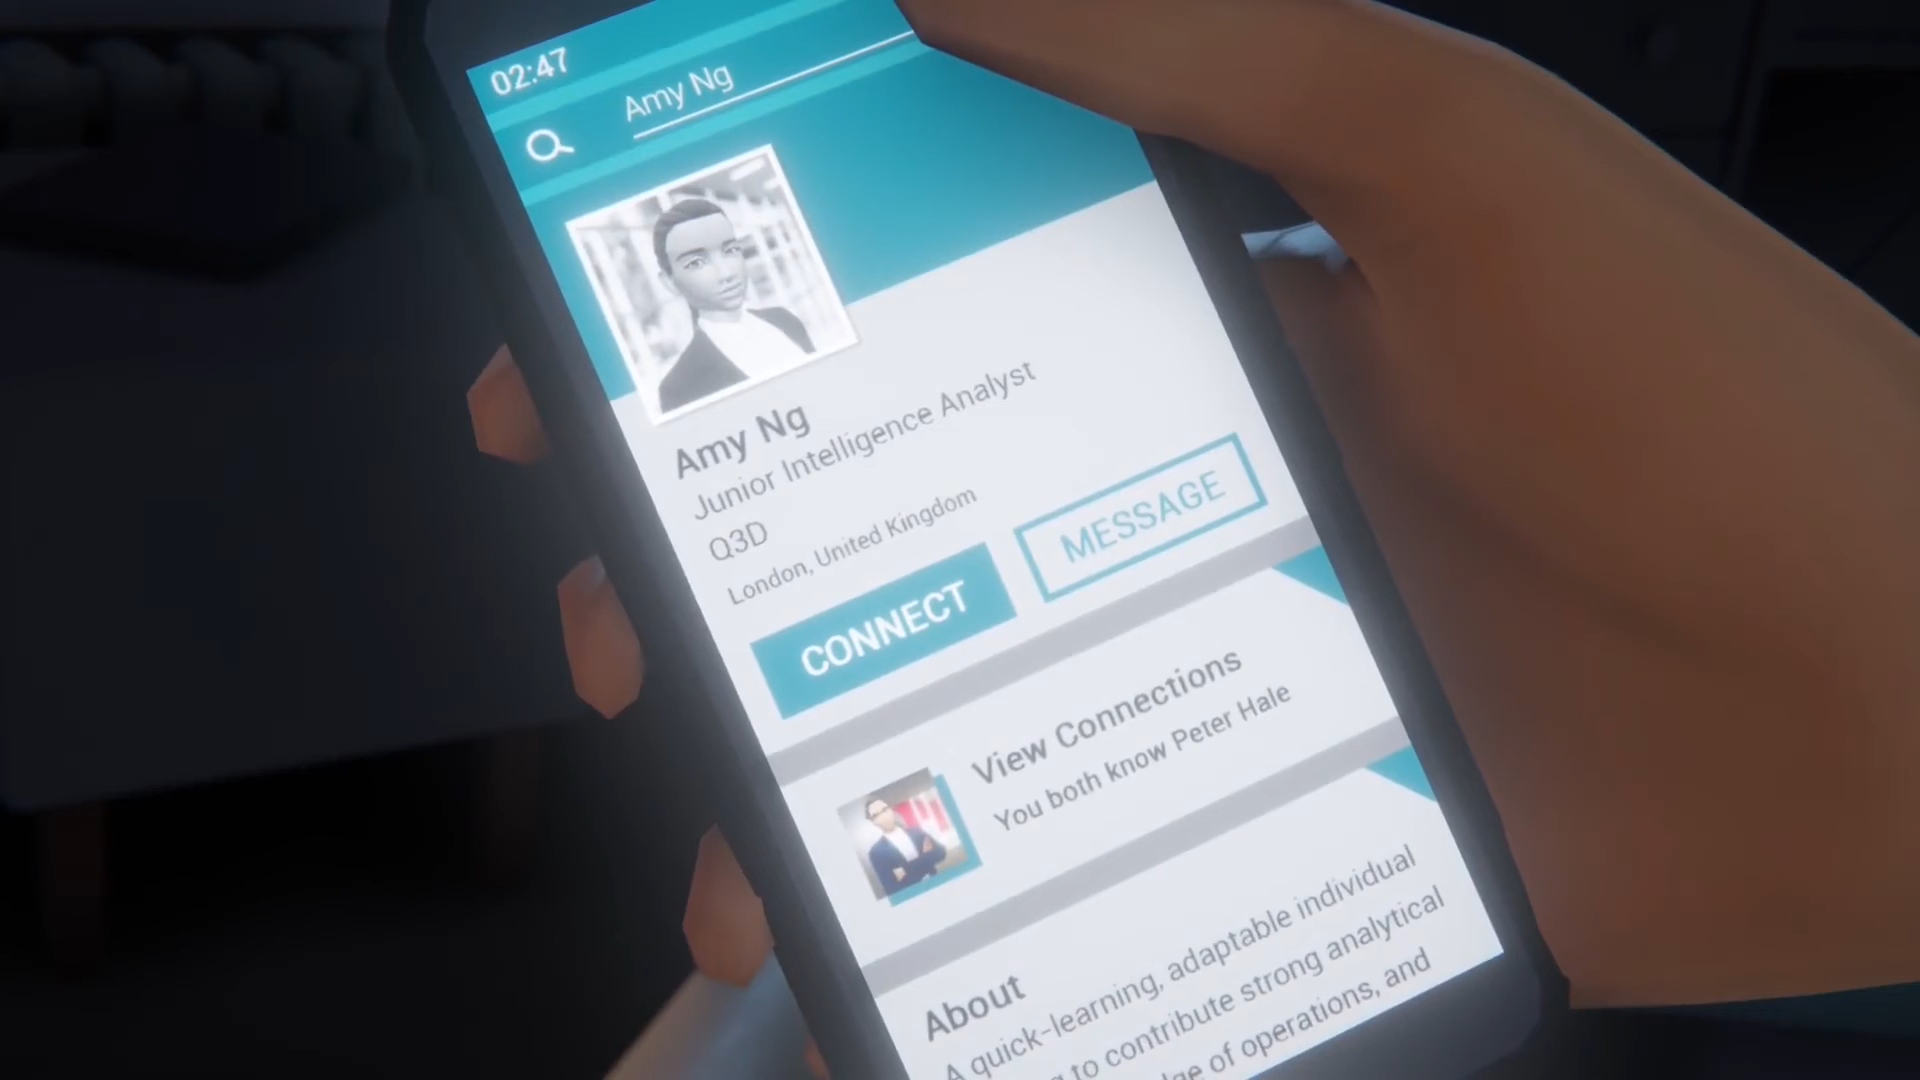 02:47
Amy Ng
Amy Ng
Junior Intelligence Analyst
Q3D
London, United Kingdom
CONNECT
MESSAGE
View Connections
You both know Peter Hale
About
A quick-learning, adaptable individual
to contribute strong analytical
of operations, and